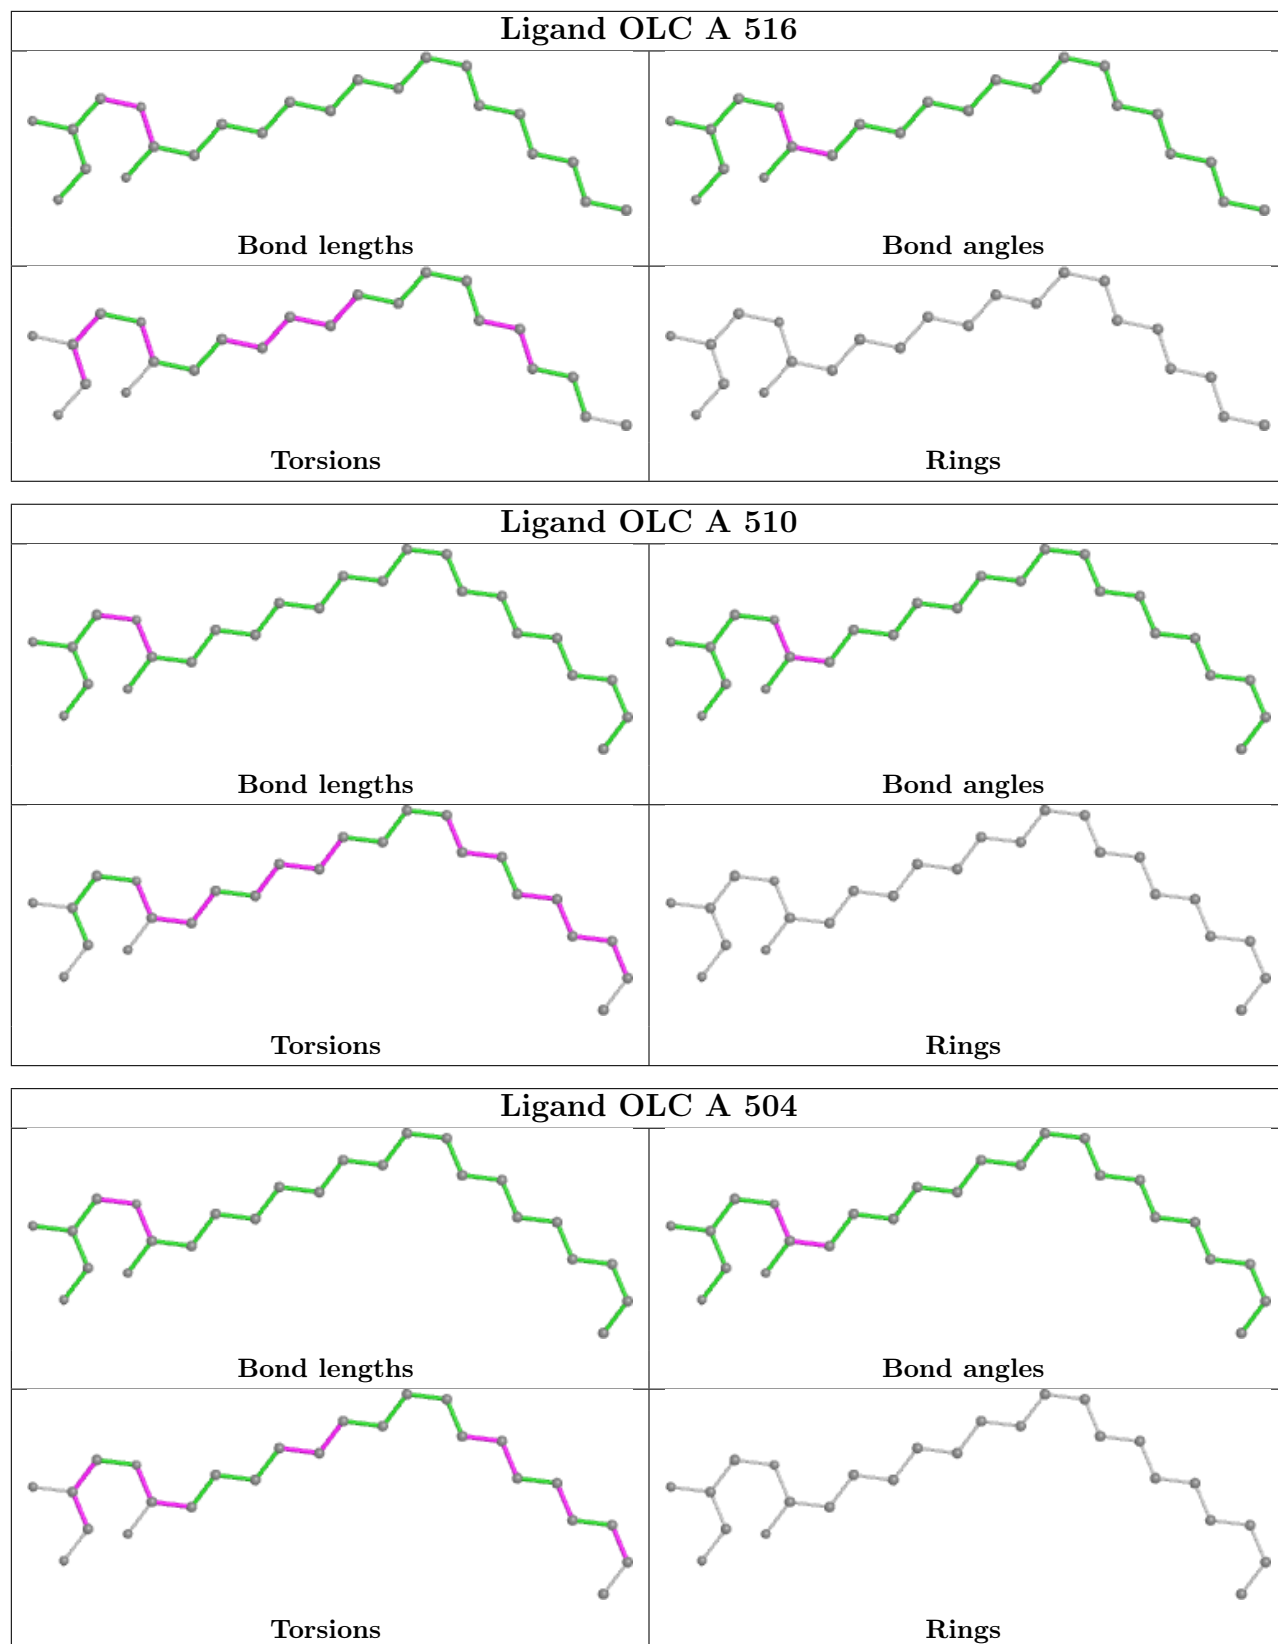 Ligand OLC A 516
Bond lengths
Bond angles
Torsions
Rings
Ligand OLC A 510
Bond lengths
Bond angles
Torsions
Rings
Ligand OLC A 504
Bond lengths
Bond angles
Torsions
Rings